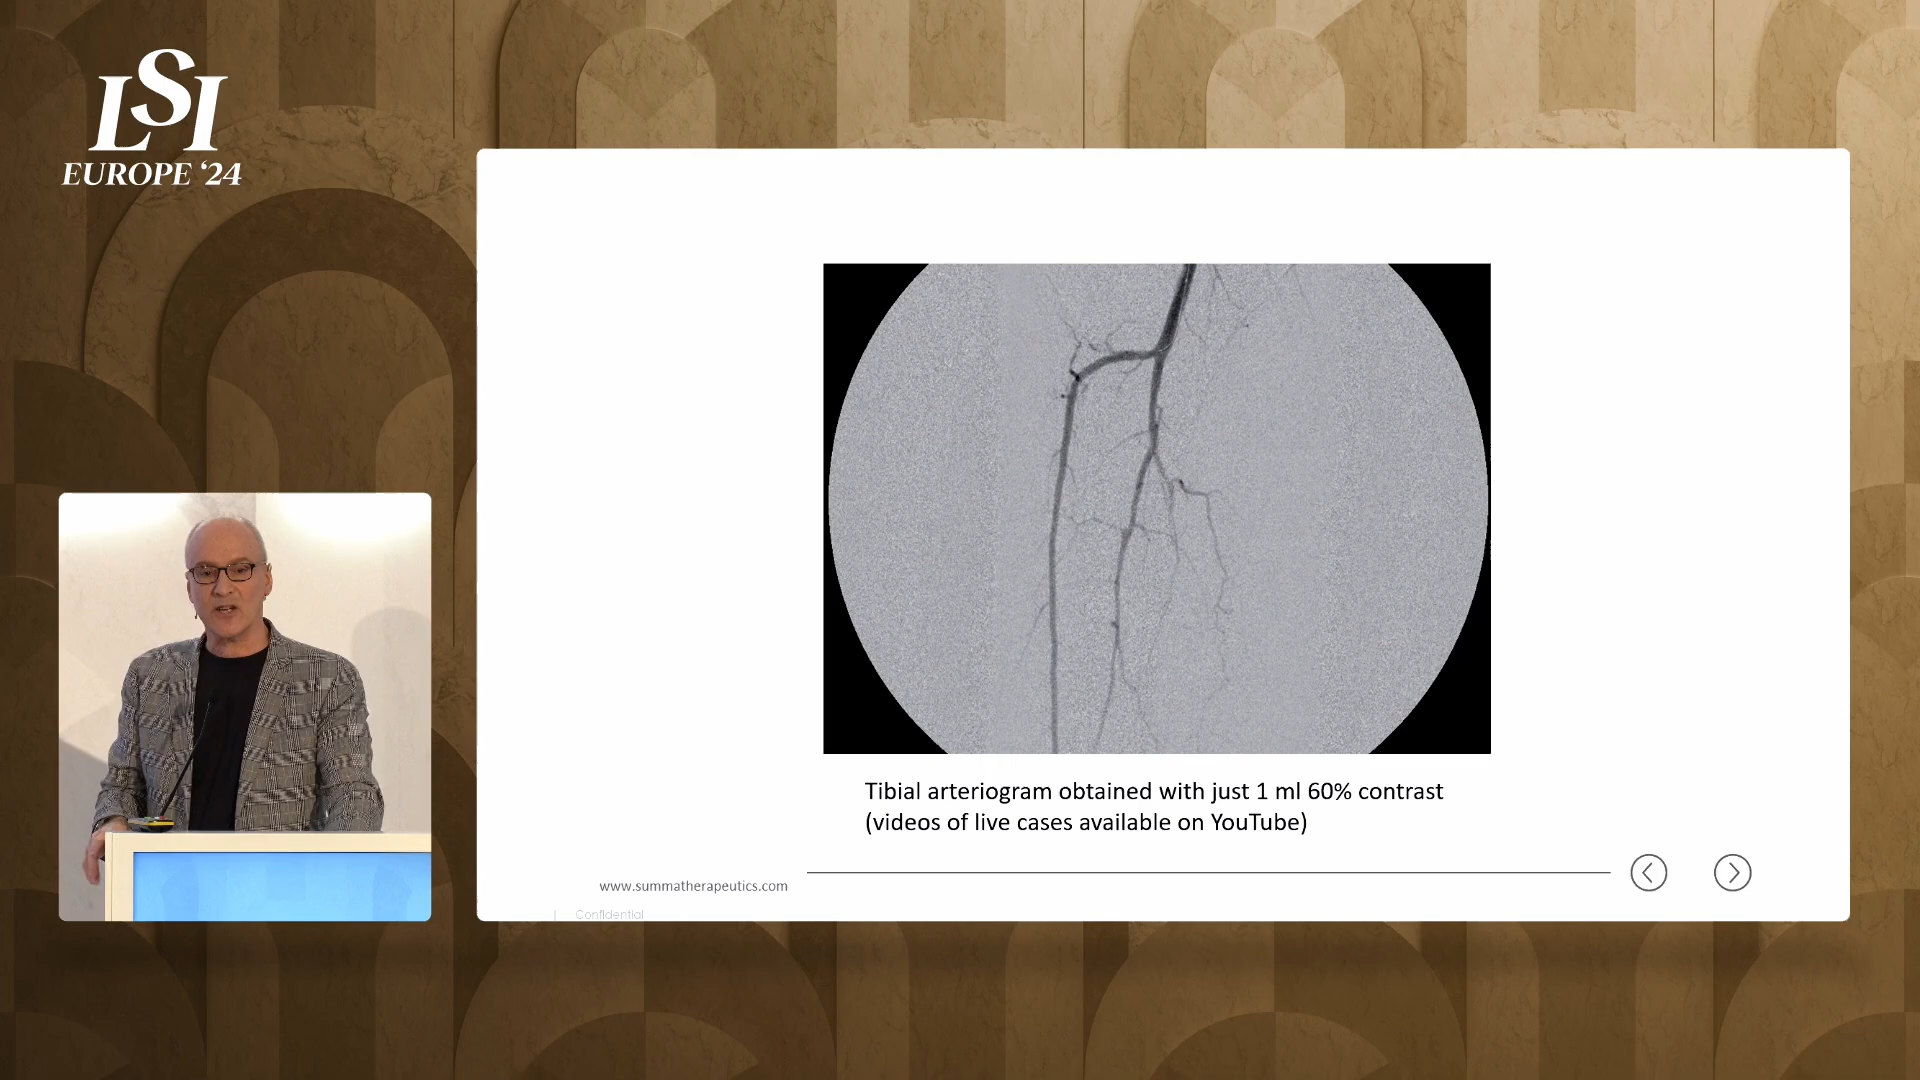 LSI
EUROPE ‘24
Tibial arteriogram obtained with just 1 ml 60% contrast
(videos of live cases available on YouTube)
www.summatherapeutics.com
| Confidential